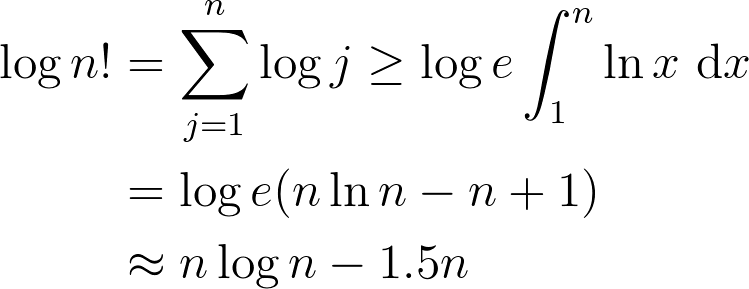 log n! = ∑_{j=1}^{n} log j ≥ log e ∫_1^n ln x dx
= log e(n ln n − n + 1)
≈ n log n − 1.5n